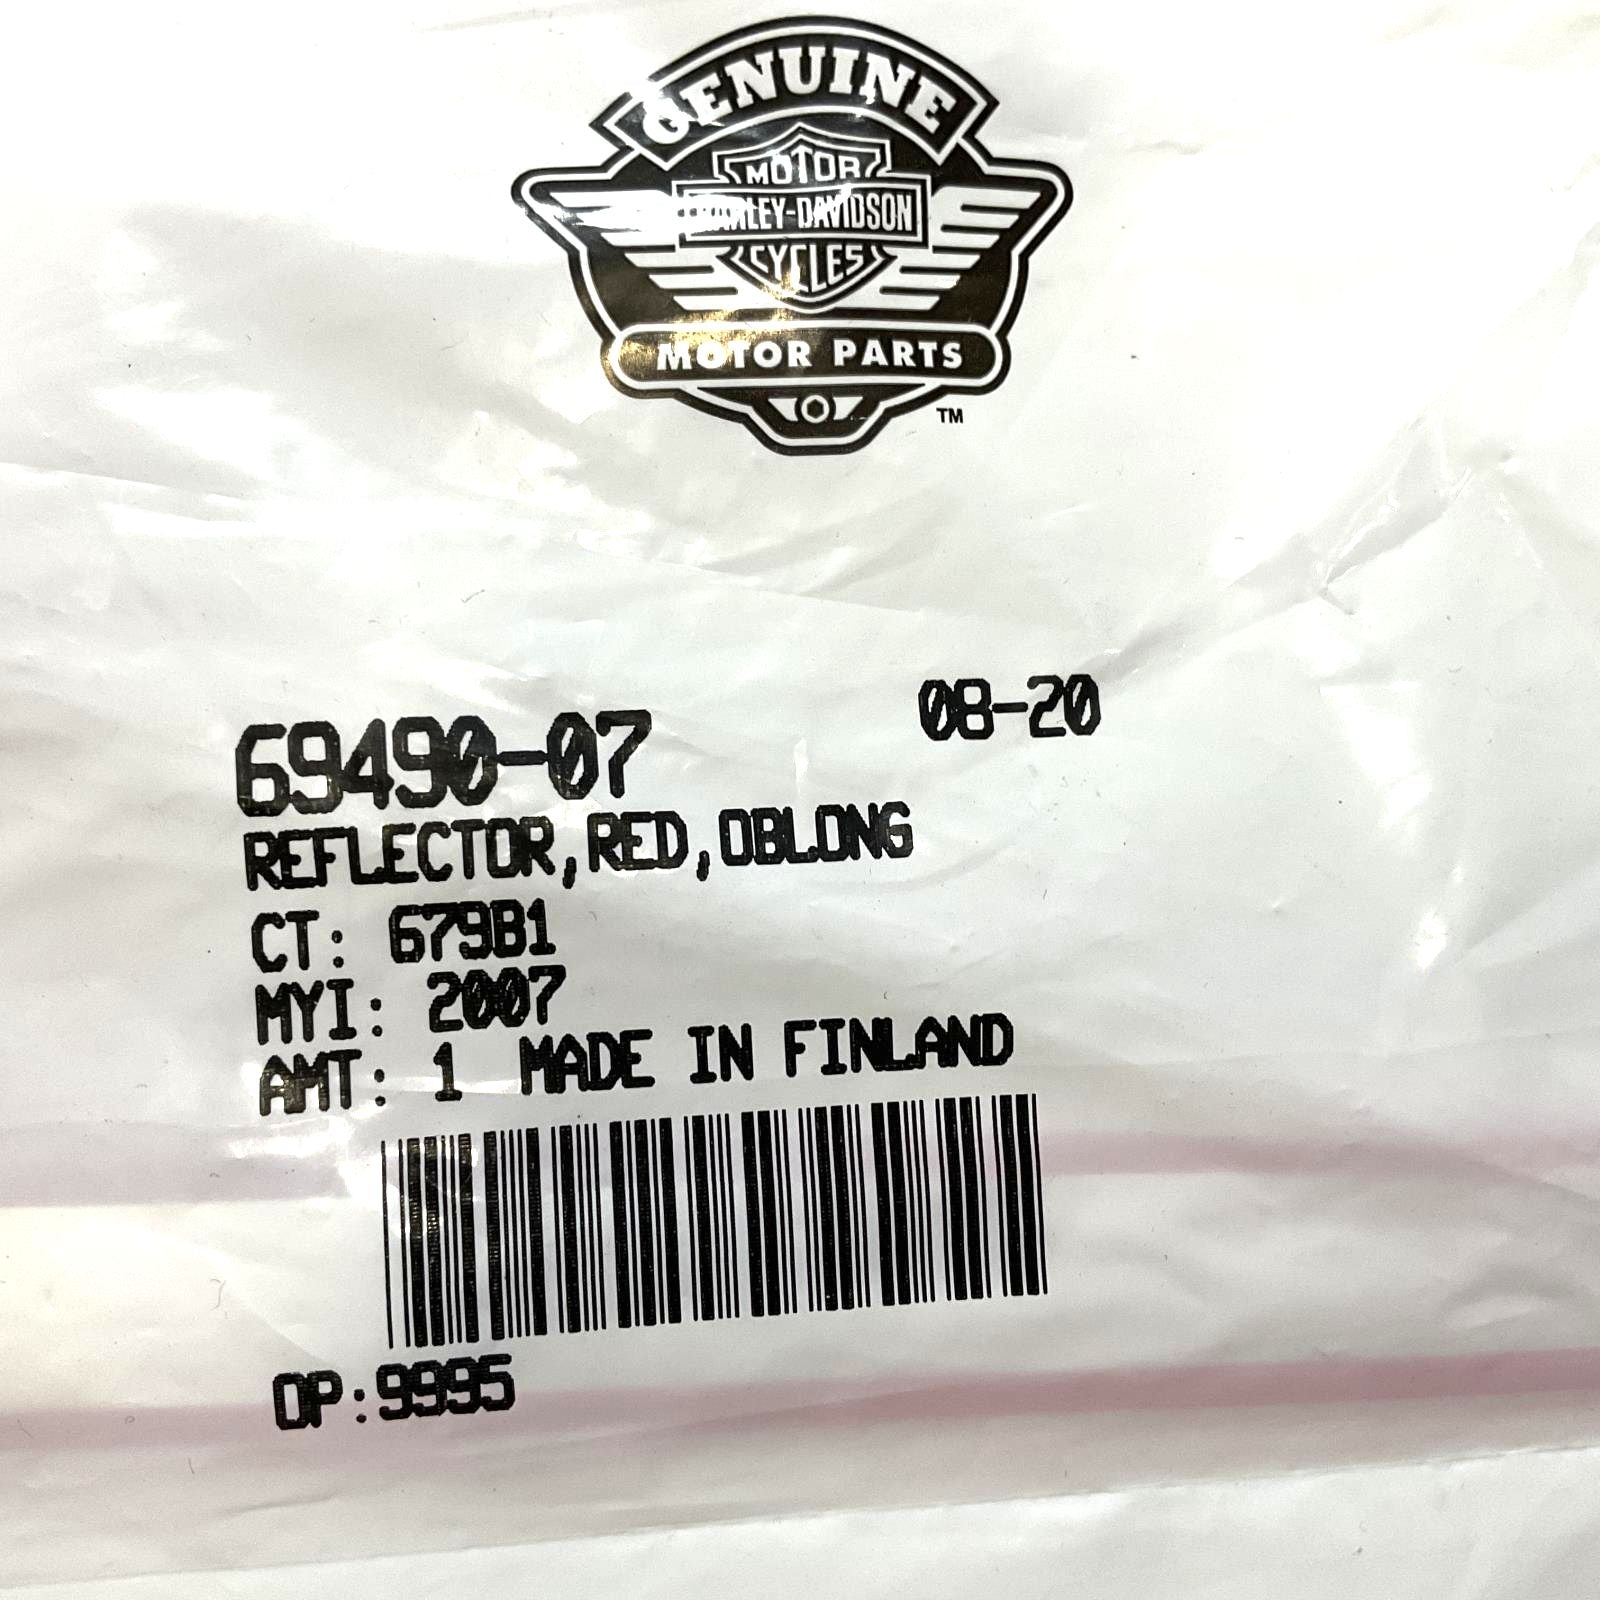 GENUINE
MOTOR
HARLEY-DAVIDSON
CYCLES
MOTOR PARTS
TM
69490-07
08-20
REFLECTOR,RED,OBLONG
CT: 679B1
MYI: 2007
AMT: 1 MADE IN FINLAND
OP:9995